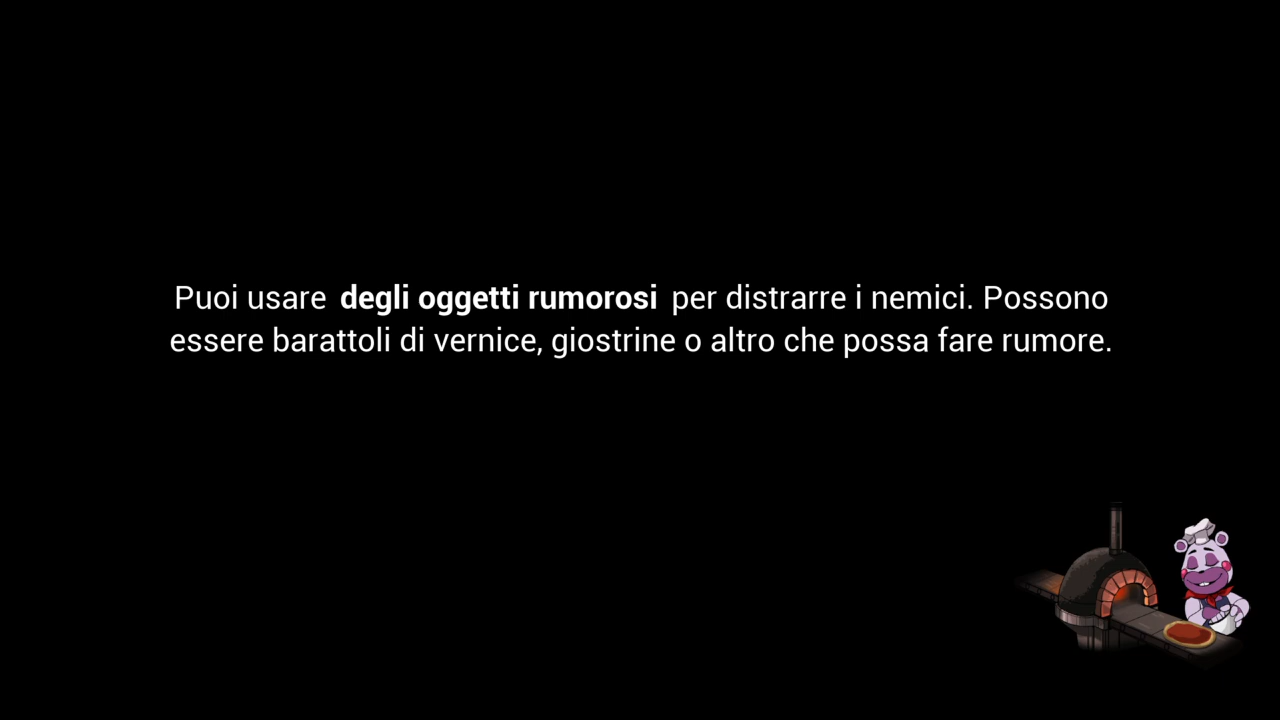 Puoi usare degli oggetti rumorosi per distrarre i nemici. Possono
essere barattoli di vernice, giostrine o altro che possa fare rumore.